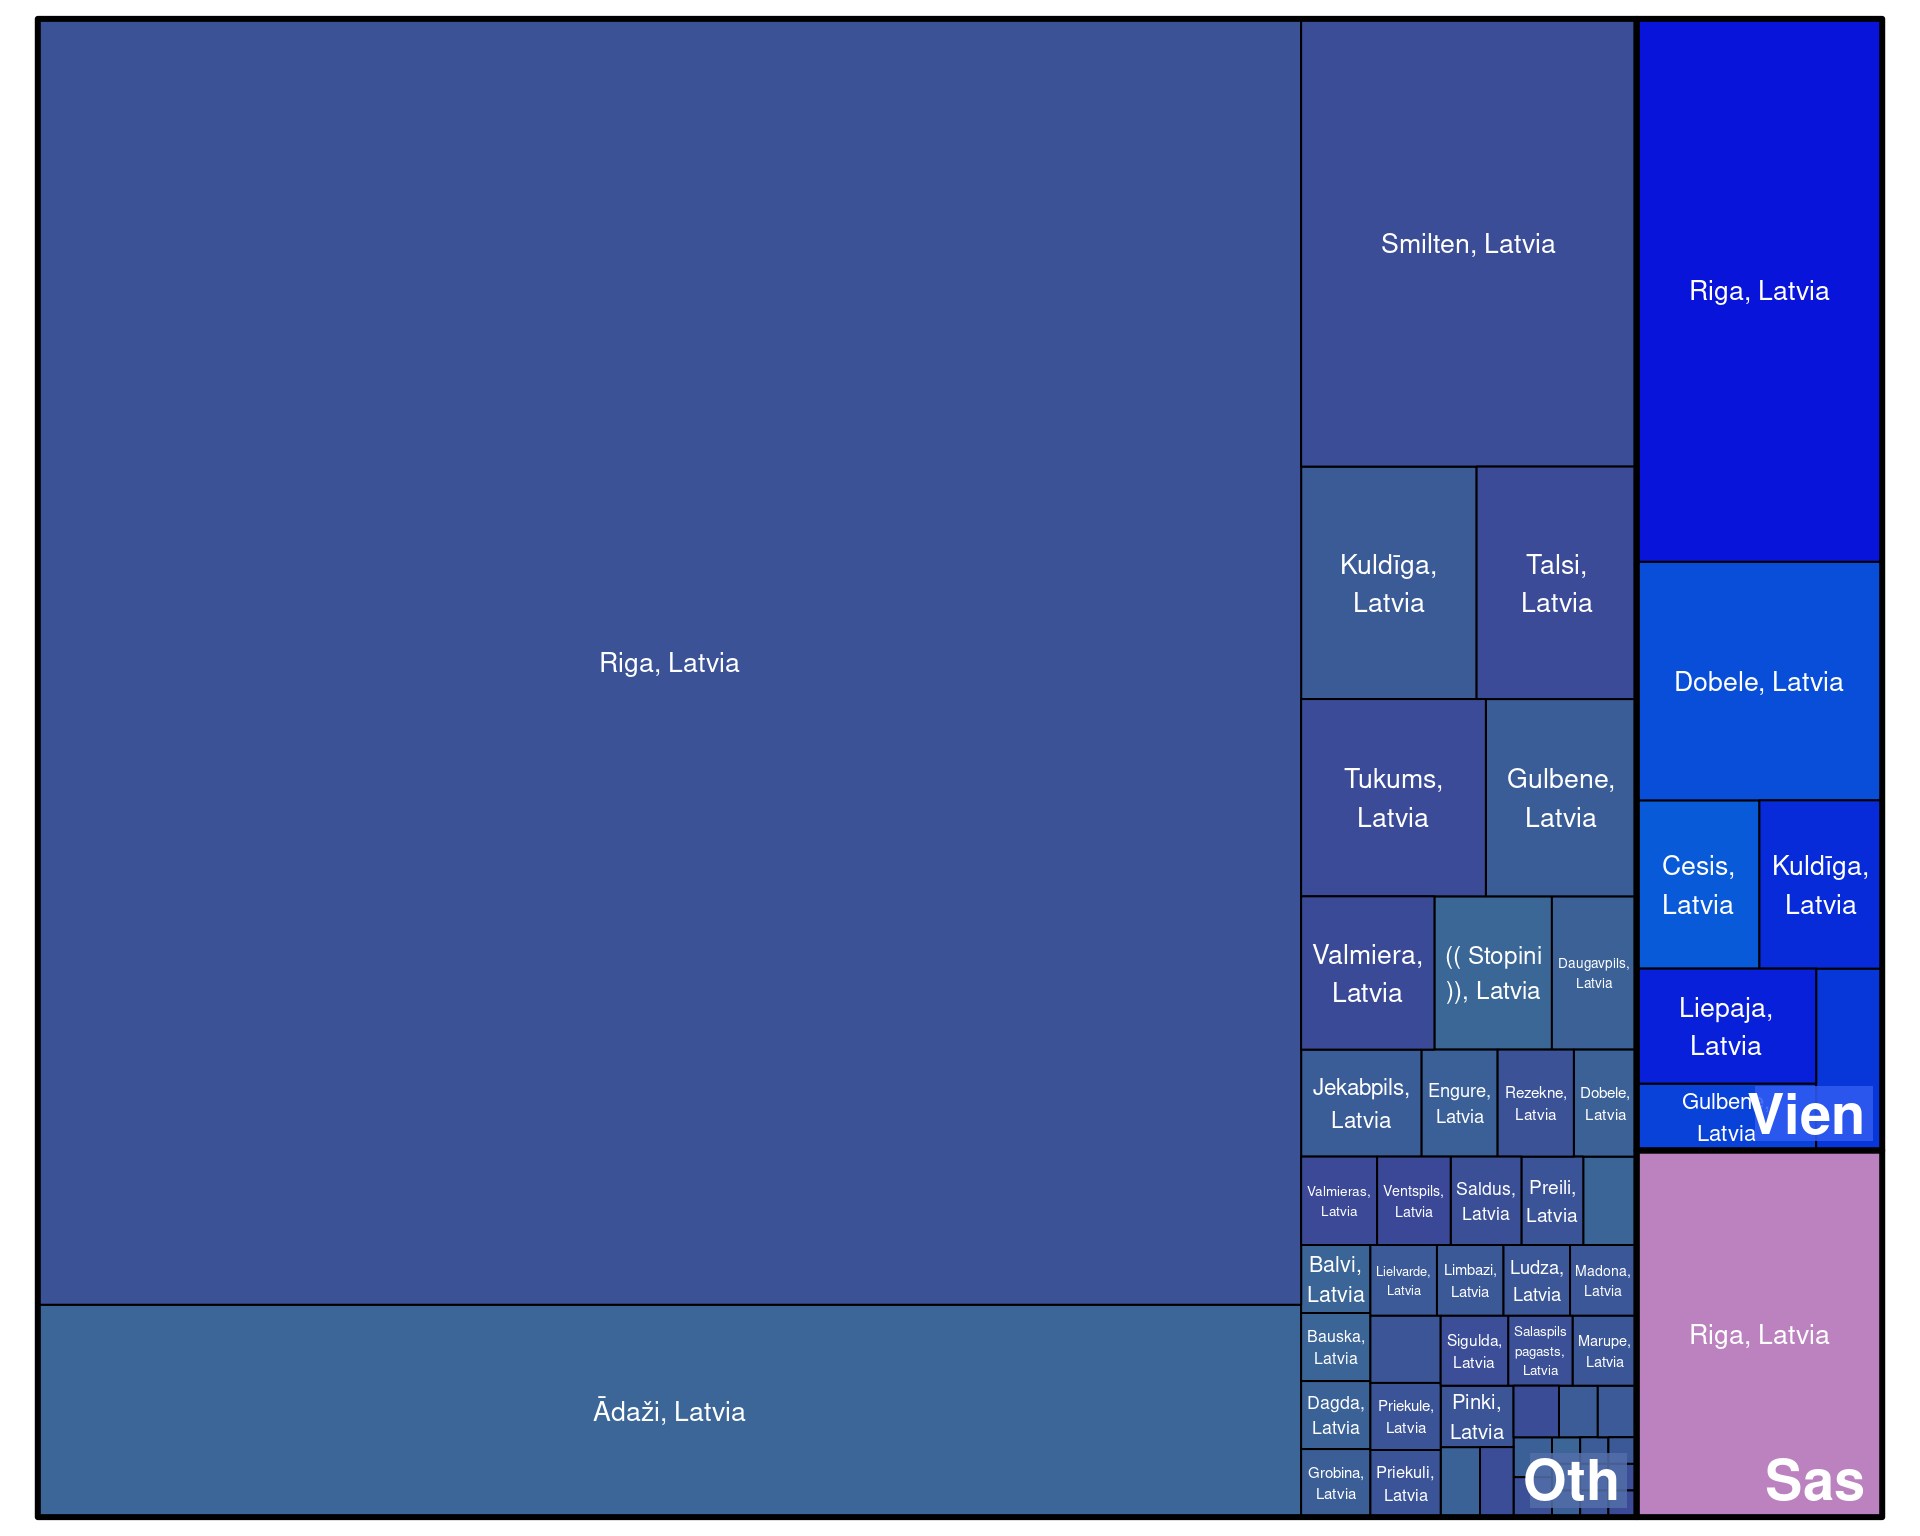 Riga, Latvia
Ādaži, Latvia
Smilten, Latvia
Kuldīga,
Latvia
Talsi,
Latvia
Tukums,
Latvia
Gulbene,
Latvia
Valmiera,
Latvia
(( Stopini
)), Latvia
Daugavpils,
Latvia
Jekabpils,
Latvia
Engure,
Latvia
Rezekne,
Latvia
Dobele,
Latvia
Valmieras,
Latvia
Ventspils,
Latvia
Saldus,
Latvia
Preili,
Latvia
Balvi,
Latvia
Lielvarde,
Latvia
Limbazi,
Latvia
Ludza,
Latvia
Madona,
Latvia
Bauska,
Latvia
Sigulda,
Latvia
Salaspils
pagasts,
Latvia
Marupe,
Latvia
Dagda,
Latvia
Priekule,
Latvia
Pinki,
Latvia
Grobina,
Latvia
Priekuli,
Latvia
Oth
Riga, Latvia
Dobele, Latvia
Cesis,
Latvia
Kuldīga,
Latvia
Liepaja,
Latvia
Latvia
Vien
Riga, Latvia
Sas